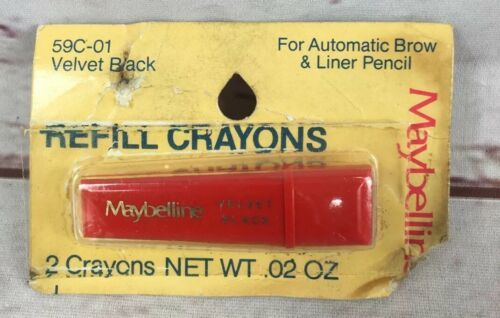 59C-01
Velvet Black
For Automatic Brow
& Liner Pencil
REFILL CRAYONS
Maybelline
Maybelline
VELVET
BLACK
2 Crayons NET WT .02 OZ